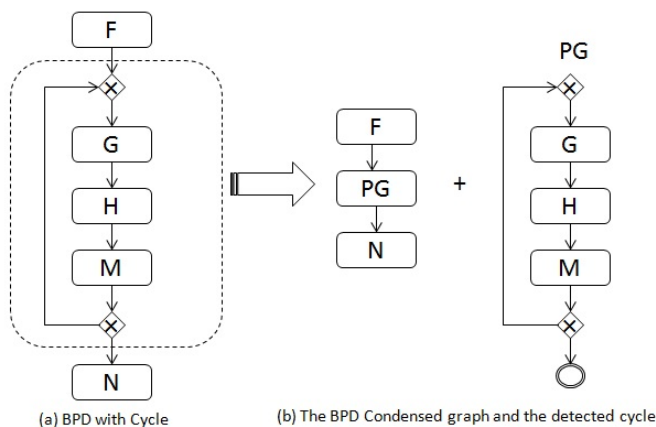 F
G
H
M
N
(a) BPD with Cycle
F
PG
N
+
PG
G
H
M
(b) The BPD Condensed graph and the detected cycle